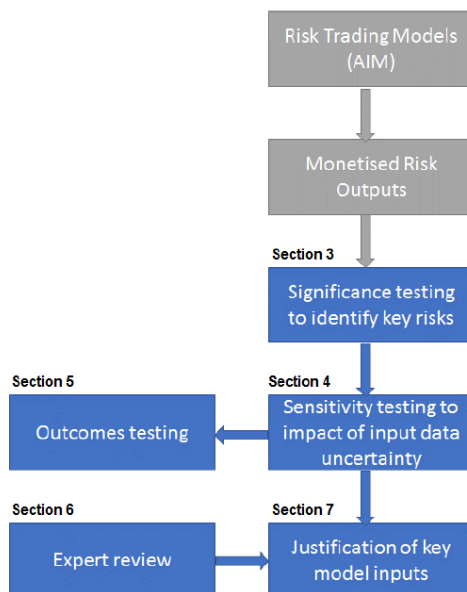 Risk Trading Models
(AIM)
Monetised Risk
Outputs
Section 3
Significance testing
to identify key risks
Section 5
Section 4
Outcomes testing
Sensitivity testing to
impact of input data
uncertainty
Section 6
Section 7
Expert review
Justification of key
model inputs